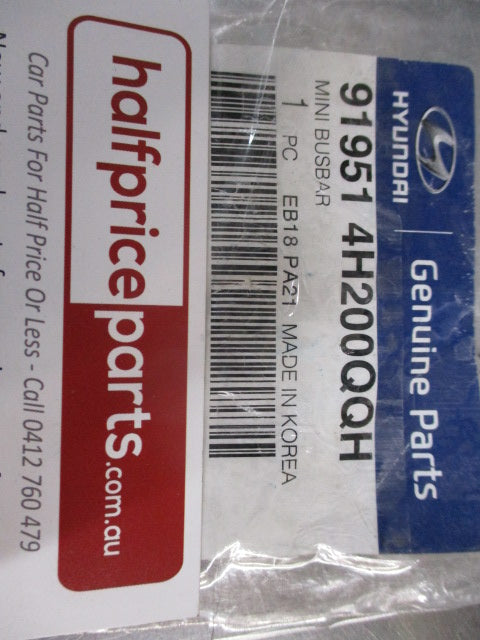 HYUNDAI Genuine Parts
91951 4H200QQH
MINI BUSBAR
1 PC EB18 PA21 MADE IN KOREA
halfpriceparts.com.au
Car Parts For Half Price Or Less - Call 0412 760 479